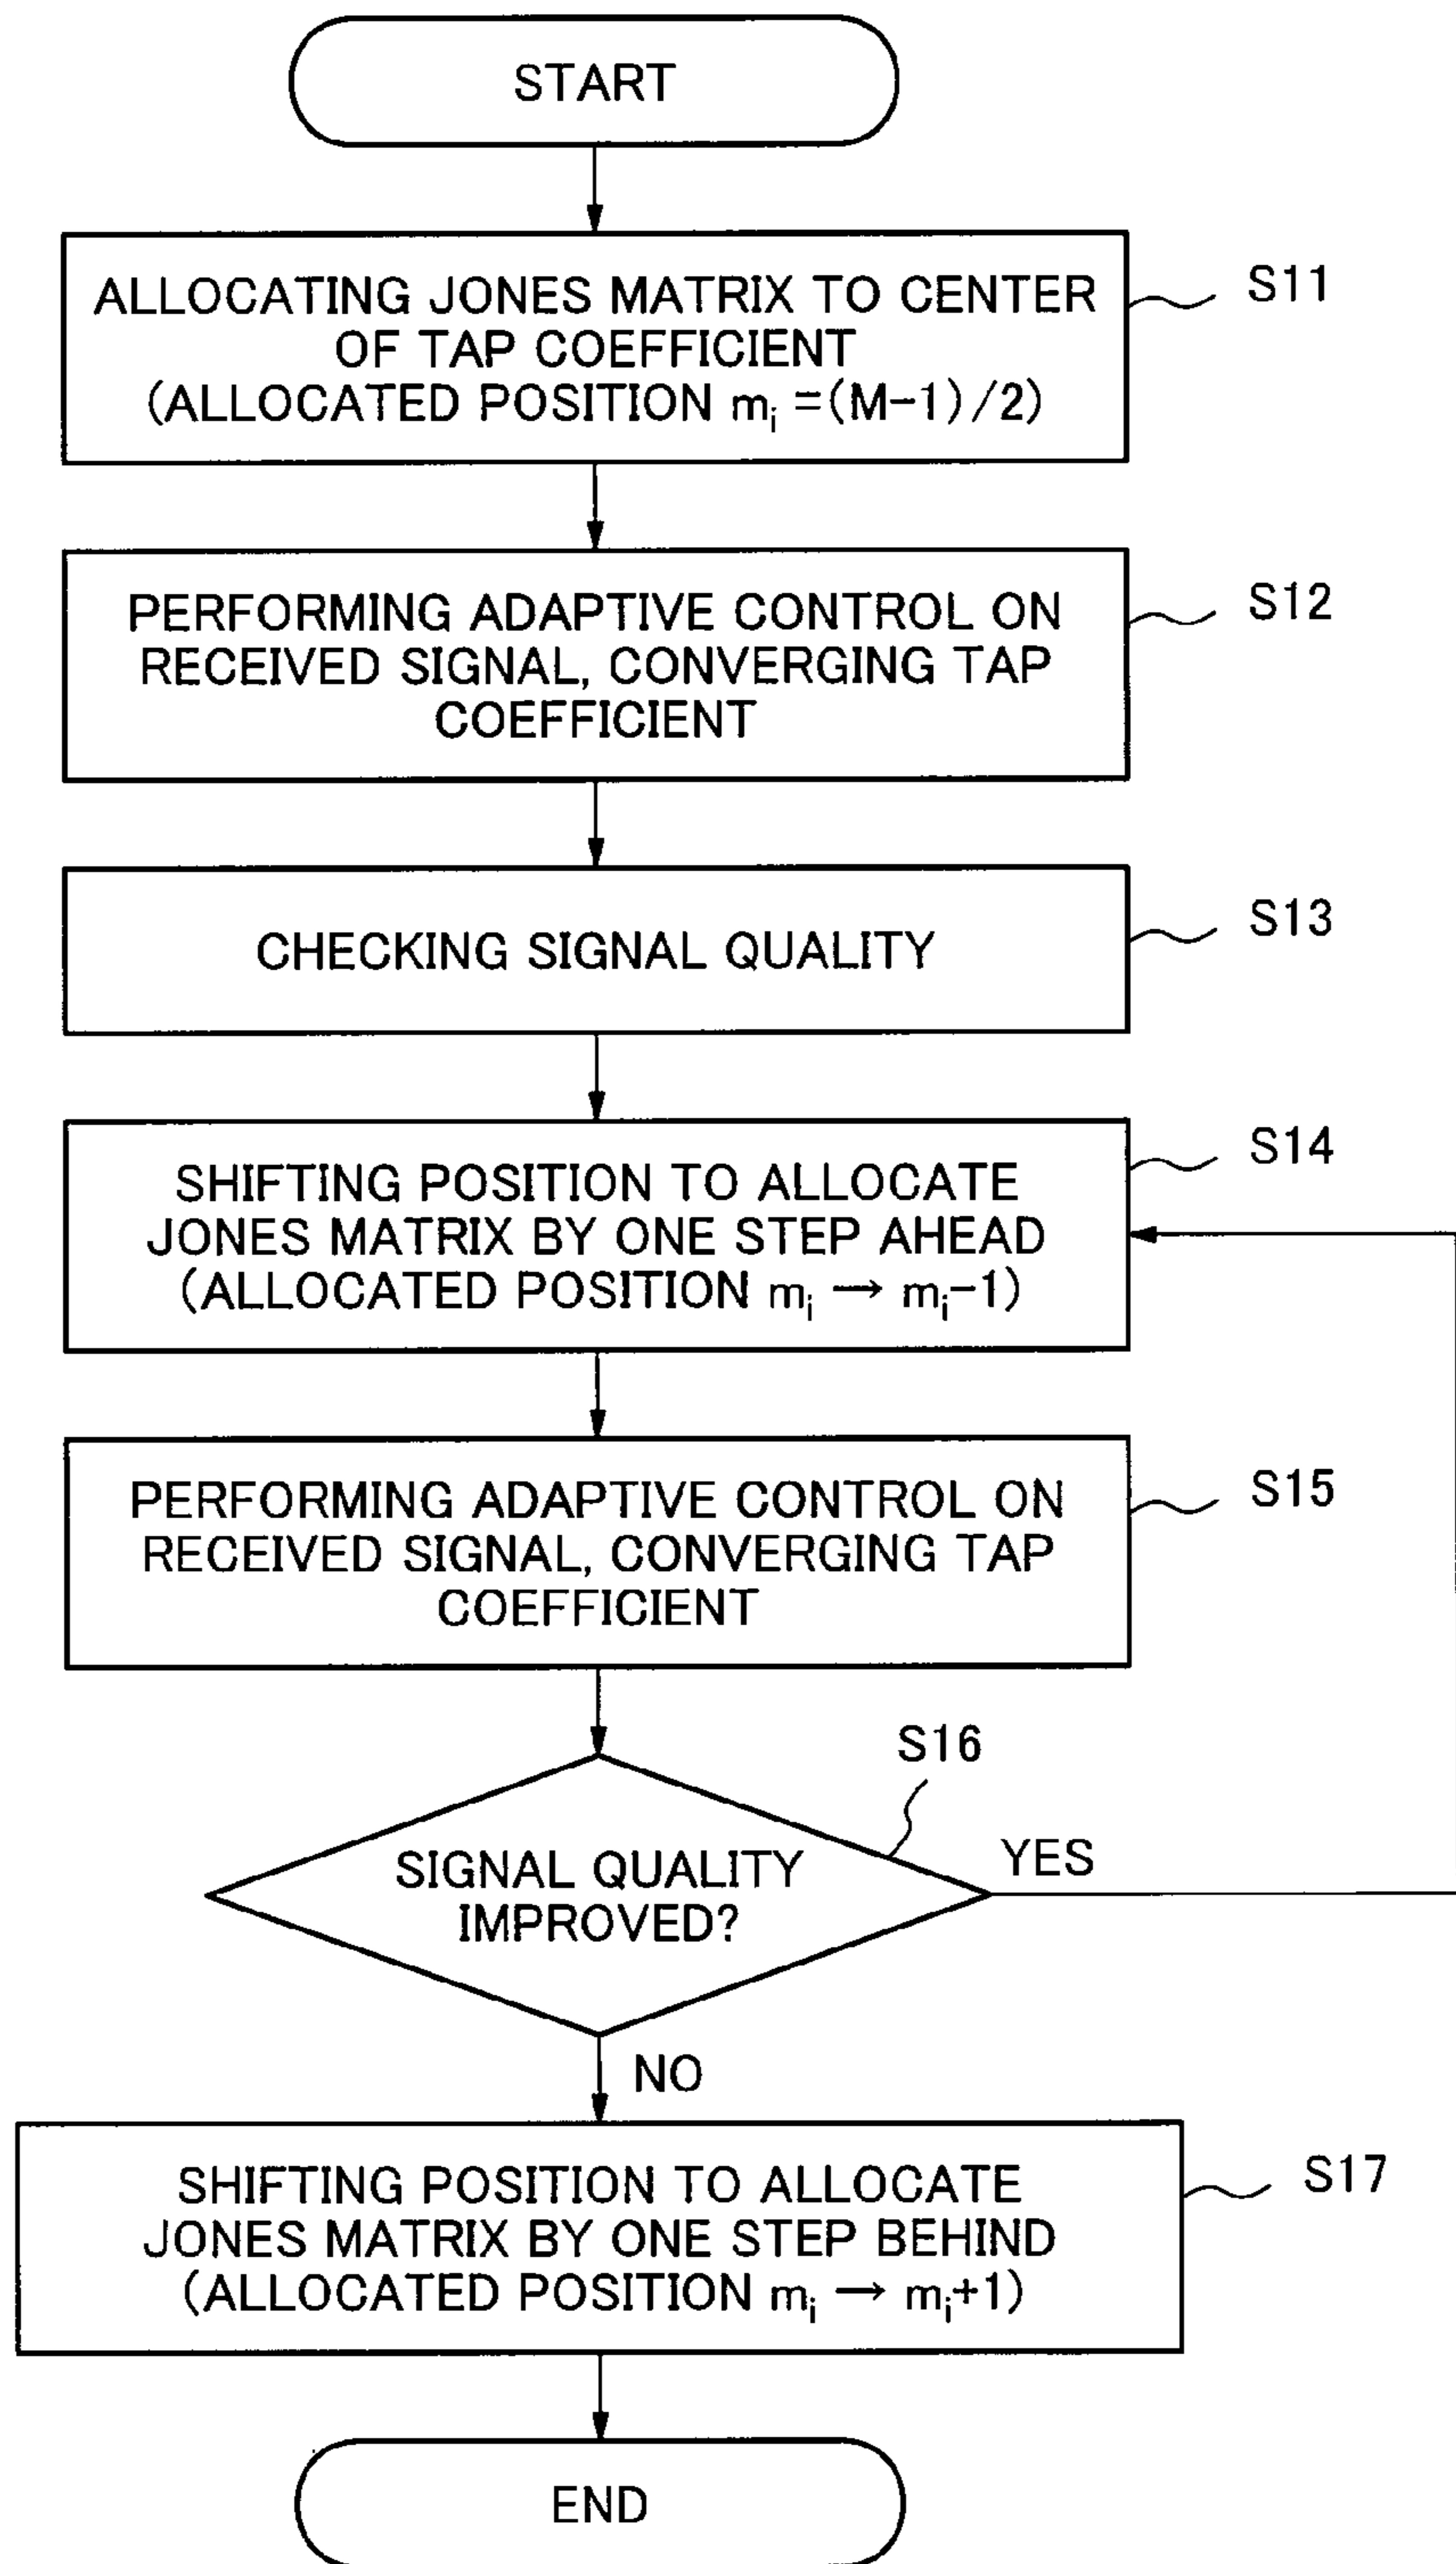 START
ALLOCATING JONES MATRIX TO CENTER
OF TAP COEFFICIENT
(ALLOCATED POSITION mi =(M-1)/2)
S11
PERFORMING ADAPTIVE CONTROL ON
RECEIVED SIGNAL, CONVERGING TAP
COEFFICIENT
S12
CHECKING SIGNAL QUALITY
S13
SHIFTING POSITION TO ALLOCATE
JONES MATRIX BY ONE STEP AHEAD
(ALLOCATED POSITION mi → mi-1)
S14
PERFORMING ADAPTIVE CONTROL ON
RECEIVED SIGNAL, CONVERGING TAP
COEFFICIENT
S15
SIGNAL QUALITY
IMPROVED?
S16
YES
NO
SHIFTING POSITION TO ALLOCATE
JONES MATRIX BY ONE STEP BEHIND
(ALLOCATED POSITION mi → mi+1)
S17
END